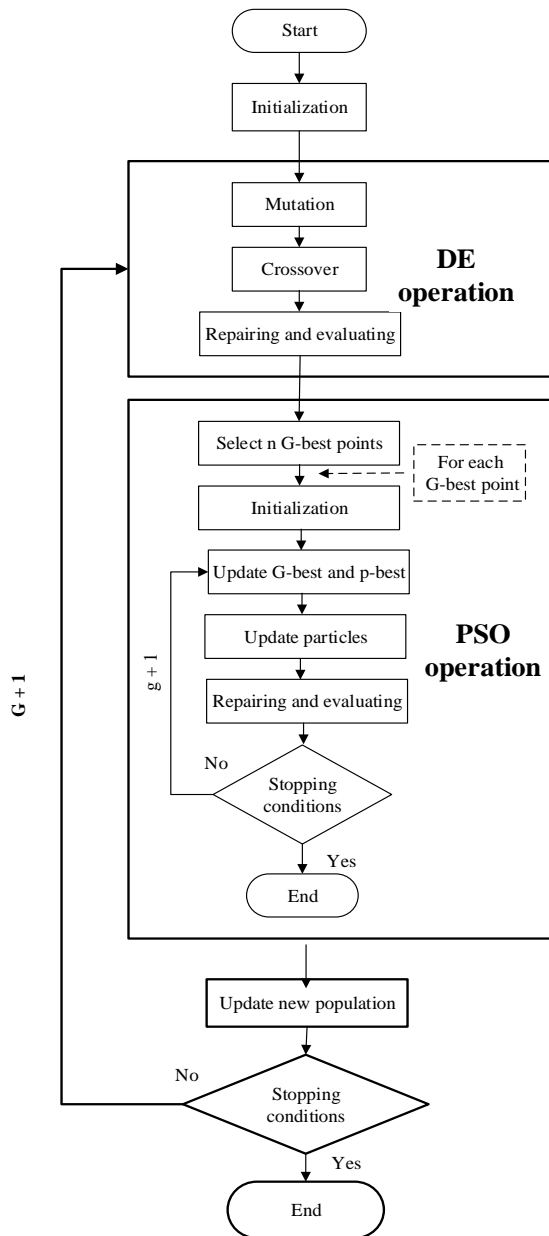 Start
Initialization
Mutation
Crossover
DE
operation
Repairing and evaluating
Select n G-best points
For each
G-best point
Initialization
Update G-best and p-best
Update particles
PSO
operation
g + 1
G + 1
Repairing and evaluating
No
Stopping
conditions
Yes
End
Update new population
No
Stopping
conditions
Yes
End